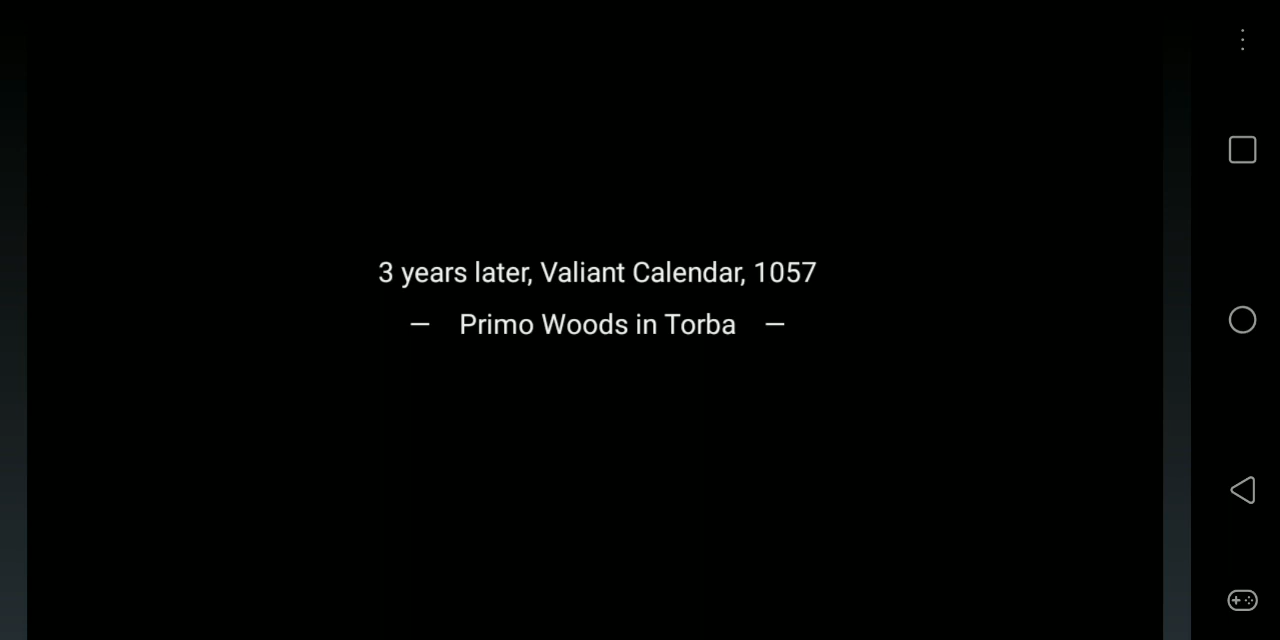 3 years later, Valiant Calendar, 1057
— Primo Woods in Torba —